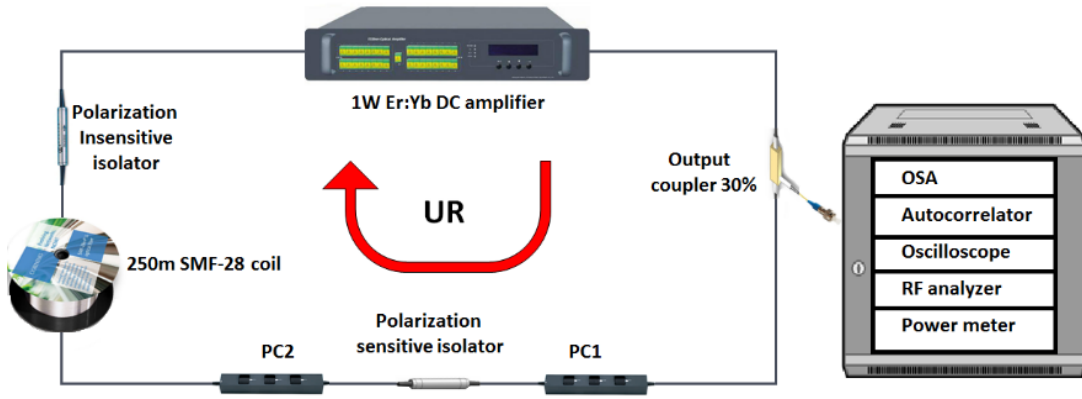 1W Er:Yb DC amplifier
Polarization
Insensitive
isolator
Output
coupler 30%
UR
250m SMF-28 coil
Polarization
sensitive isolator
PC2
PC1
OSA
Autocorrelator
Oscilloscope
RF analyzer
Power meter